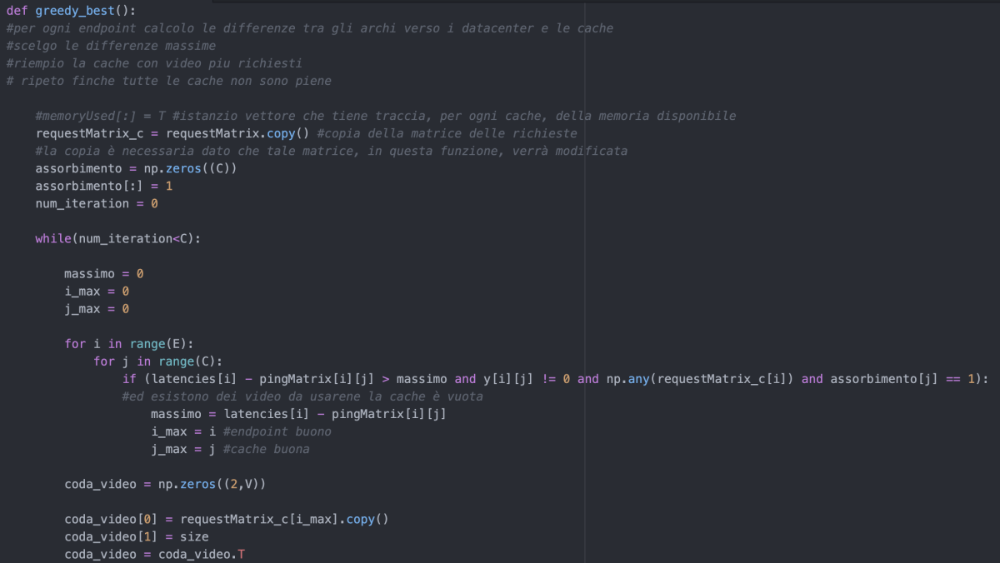 def greedy_best():
#per ogni endpoint calcolo le differenze tra gli archi verso i datacenter e le cache
#scelgo le differenze massime
#riempio la cache con video piu richiesti
# ripeto finche tutte le cache non sono piene
#memoryUsed[:] = T #istanzio vettore che tiene traccia, per ogni cache, della memoria disponibile
requestMatrix_c = requestMatrix.copy() #copia della matrice delle richieste
#la copia è necessaria dato che tale matrice, in questa funzione, verrà modificata
assorbimento = np.zeros((C))
assorbimento[:] = 1
num_iteration = 0
while(num_iteration<C):
massimo = 0
i_max = 0
j_max = 0
for i in range(E):
for j in range(C):
if (latencies[i] - pingMatrix[i][j] > massimo and y[i][j] != 0 and np.any(requestMatrix_c[i]) and assorbimento[j] == 1):
#ed esistono dei video da usarene la cache è vuota
massimo = latencies[i] - pingMatrix[i][j]
i_max = i #endpoint buono
j_max = j #cache buona
coda_video = np.zeros((2,V))
coda_video[0] = requestMatrix_c[i_max].copy()
coda_video[1] = size
coda_video = coda_video.T